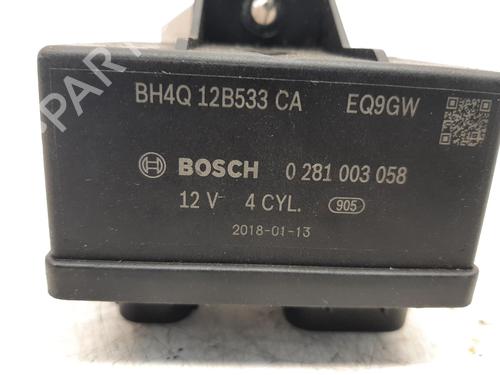 BH4Q 12B533 CA EQ9GW
BOSCH 0 281 003 058
12 V 4 CYL. 905
2018-01-13